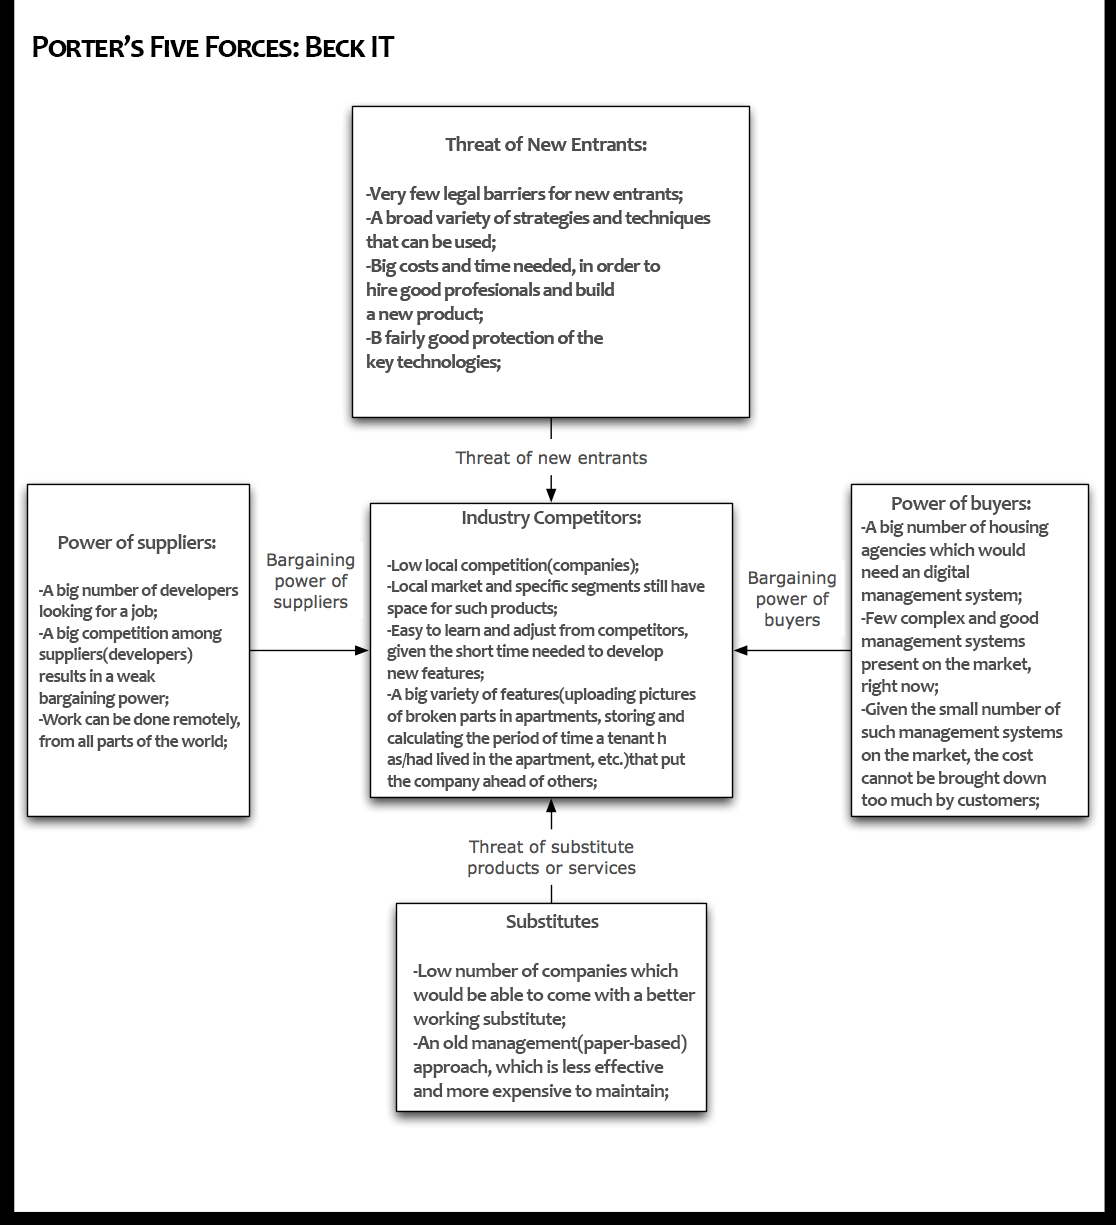 PORTER'S FIVE FORCES: BECK IT
Threat of New Entrants:
-Very few legal barriers for new entrants;
-A broad variety of strategies and techniques
that can be used;
-Big costs and time needed, in order to
hire good profesionals and build
a new product;
-B fairly good protection of the
key technologies;
Threat of new entrants
Power of suppliers:
-A big number of developers
looking for a job;
-A big competition among
suppliers(developers)
results in a weak
bargaining power;
-Work can be done remotely,
from all parts of the world;
Bargaining
power of
suppliers
Industry Competitors:
-Low local competition(companies);
-Local market and specific segments still have
space for such products;
-Easy to learn and adjust from competitors,
given the short time needed to develop
new features;
-A big variety of features(uploading pictures
of broken parts in apartments, storing and
calculating the period of time a tenant h
as/had lived in the apartment, etc.)that put
the company ahead of others;
Bargaining
power of
buyers
Power of buyers:
-A big number of housing
agencies which would
need an digital
management system;
-Few complex and good
management systems
present on the market,
right now;
-Given the small number of
such management systems
on the market, the cost
cannot be brought down
too much by customers;
Threat of substitute
products or services
Substitutes
-Low number of companies which
would be able to come with a better
working substitute;
-An old management(paper-based)
approach, which is less effective
and more expensive to maintain;